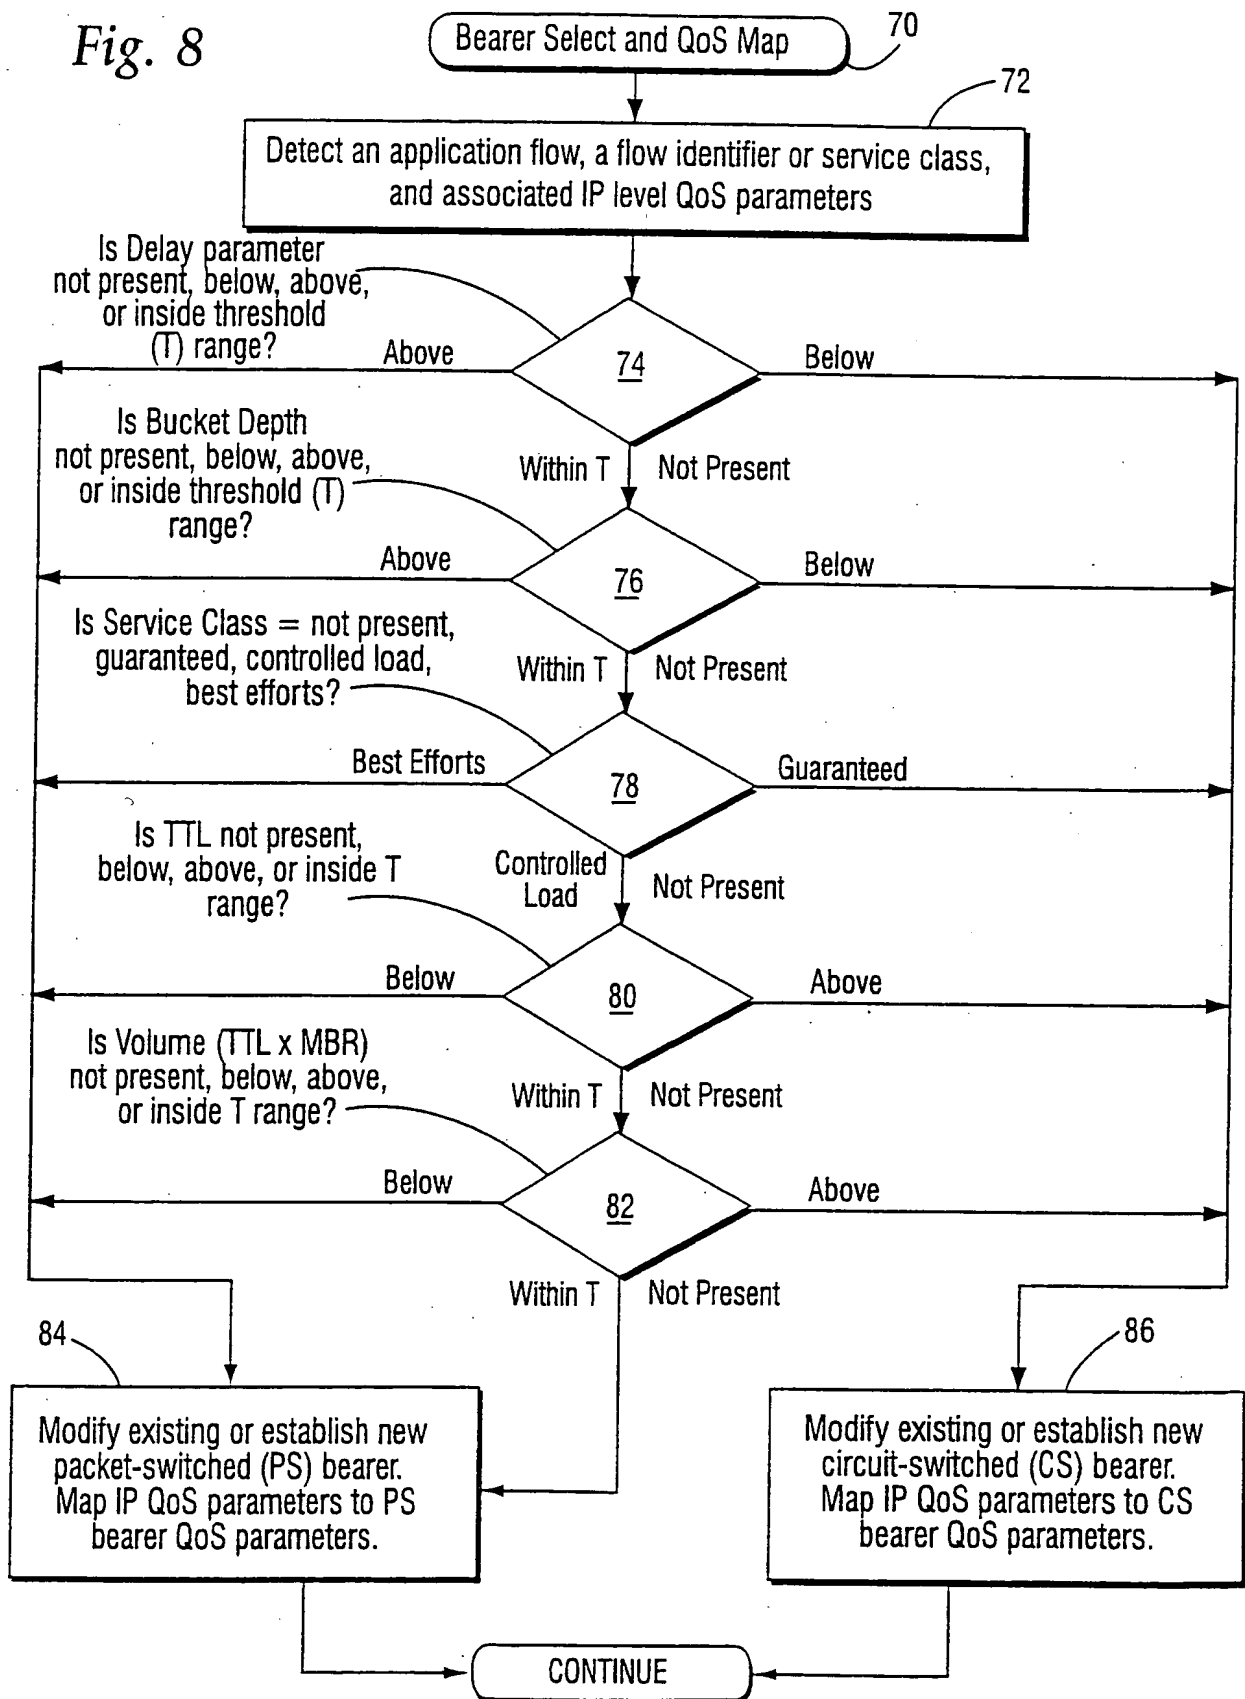 Fig. 8
Bearer Select and QoS Map
70
72
Detect an application flow, a flow identifier or service class,
and associated IP level QoS parameters
Is Delay parameter
not present, below, above,
or inside threshold
(T) range?
Above
74
Below
Within T
Not Present
Is Bucket Depth
not present, below, above,
or inside threshold (T)
range?
Above
76
Below
Within T
Not Present
Is Service Class = not present,
guaranteed, controlled load,
best efforts?
Best Efforts
78
Guaranteed
Controlled
Load
Not Present
Is TTL not present,
below, above, or inside T
range?
Below
80
Above
Within T
Not Present
Is Volume (TTL x MBR)
not present, below, above,
or inside T range?
Below
82
Above
Within T
Not Present
84
Modify existing or establish new
packet-switched (PS) bearer.
Map IP QoS parameters to PS
bearer QoS parameters.
86
Modify existing or establish new
circuit-switched (CS) bearer.
Map IP QoS parameters to CS
bearer QoS parameters.
CONTINUE